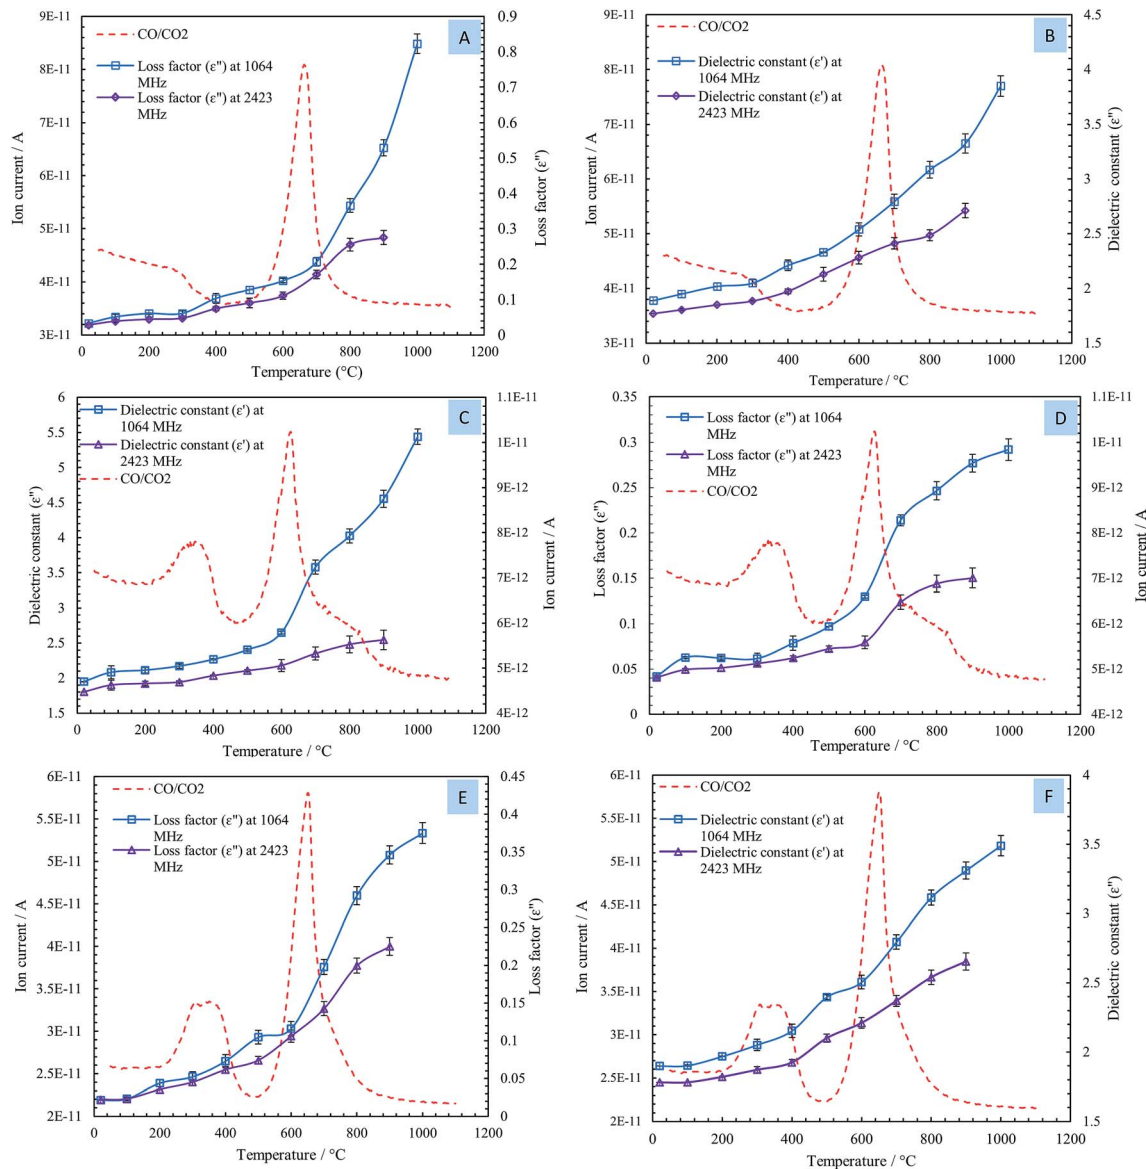 A
CO/CO2
Loss factor (ε") at 1064
MHz
Loss factor (ε") at 2423
MHz
9E-11
8E-11
7E-11
6E-11
5E-11
4E-11
3E-11
Ion current / A
0.9
0.8
0.7
0.6
0.5
0.4
0.3
0.2
0.1
0
Loss factor (ε")
0 200 400 600 800 1000 1200
Temperature (°C)
B
CO/CO2
Dielectric constant (ε') at
1064 MHz
Dielectric constant (ε') at
2423 MHz
9E-11
8E-11
7E-11
6E-11
5E-11
4E-11
3E-11
Ion current / A
4.5
4
3.5
3
2.5
2
1.5
Dielectric constant (ε")
0 200 400 600 800 1000 1200
Temperature / °C
C
Dielectric constant (ε') at
1064 MHz
Dielectric constant (ε') at
2423 MHz
CO/CO2
6
5.5
5
4.5
4
3.5
3
2.5
2
1.5
Dielectric constant (ε")
1.1E-11
1E-11
9E-12
8E-12
7E-12
6E-12
5E-12
4E-12
Ion current / A
0 200 400 600 800 1000 1200
Temperature / °C
D
Loss factor (ε") at 1064
MHz
Loss factor (ε") at 2423
MHz
CO/CO2
0.35
0.3
0.25
0.2
0.15
0.1
0.05
0
Loss factor (ε")
1.1E-11
1E-11
9E-12
8E-12
7E-12
6E-12
5E-12
4E-12
Ion current / A
0 200 400 600 800 1000 1200
Temperature / °C
E
CO/CO2
Loss factor (ε") at 1064
MHz
Loss factor (ε") at 2423
MHz
6E-11
5.5E-11
5E-11
4.5E-11
4E-11
3.5E-11
3E-11
2.5E-11
2E-11
Ion current / A
0.45
0.4
0.35
0.3
0.25
0.2
0.15
0.1
0.05
0
Loss factor (ε")
0 200 400 600 800 1000 1200
Temperature / °C
F
CO/CO2
Dielectric constant (ε') at
1064 MHz
Dielectric constant (ε') at
2423 MHz
6E-11
5.5E-11
5E-11
4.5E-11
4E-11
3.5E-11
3E-11
2.5E-11
2E-11
Ion current / A
4
3.5
3
2.5
2
1.5
Dielectric constant (ε")
0 200 400 600 800 1000 1200
Temperature / °C